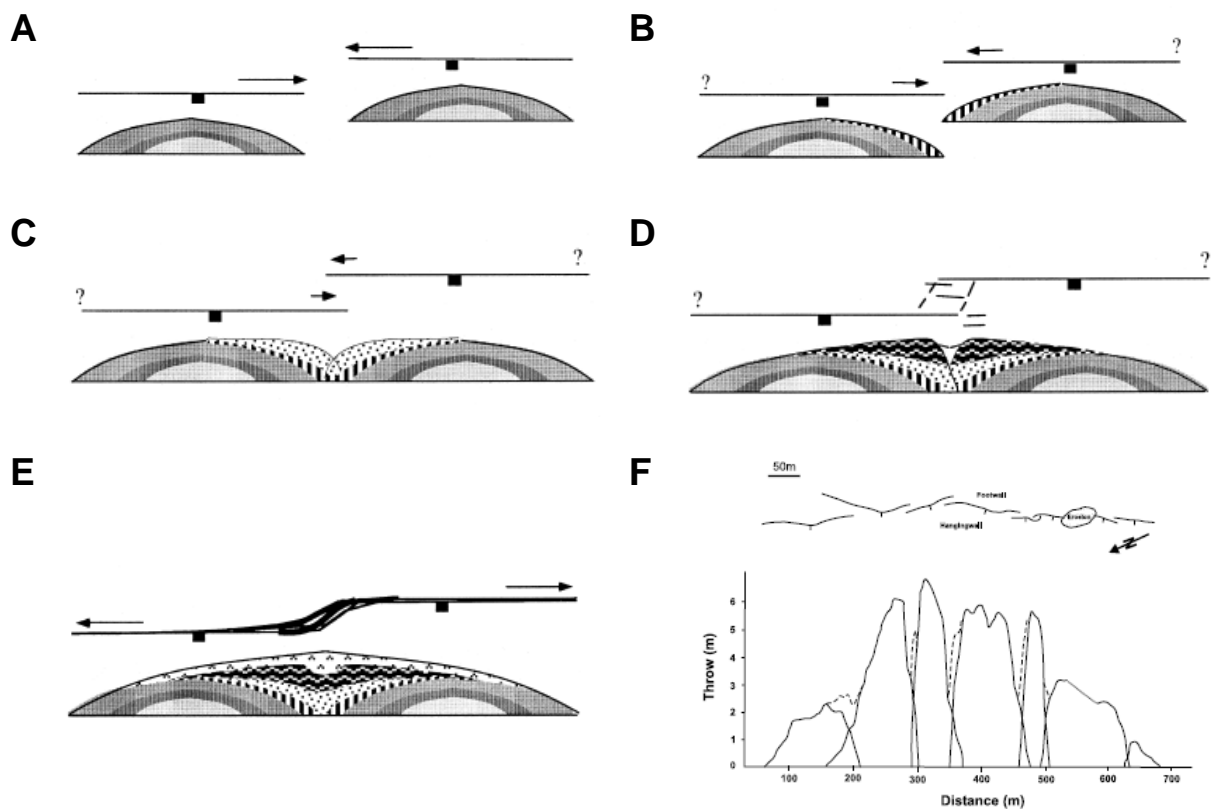 A
B
?
?
C
?
?
D
?
?
E
F
50m
Footwall
Hangingwall
Erosion
Z
Throw (m)
6
5
4
3
2
1
0
100
200
300
400
500
600
700
Distance (m)